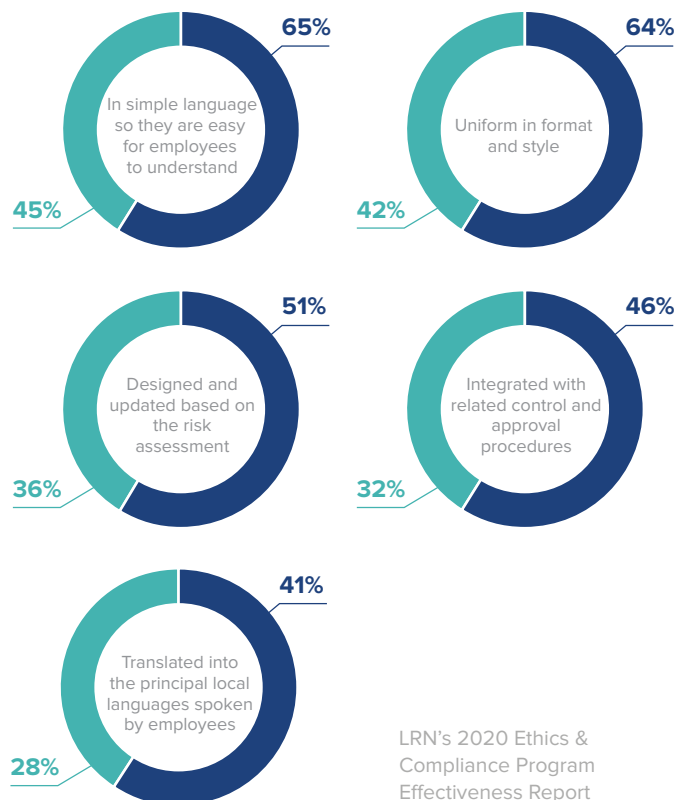 65%
In simple language
so they are easy
for employees
to understand
45%
64%
Uniform in format
and style
42%
51%
Designed and
updated based on
the risk
assessment
36%
46%
Integrated with
related control and
approval
procedures
32%
41%
Translated into
the principal local
languages spoken
by employees
28%
LRN's 2020 Ethics &
Compliance Program
Effectiveness Report